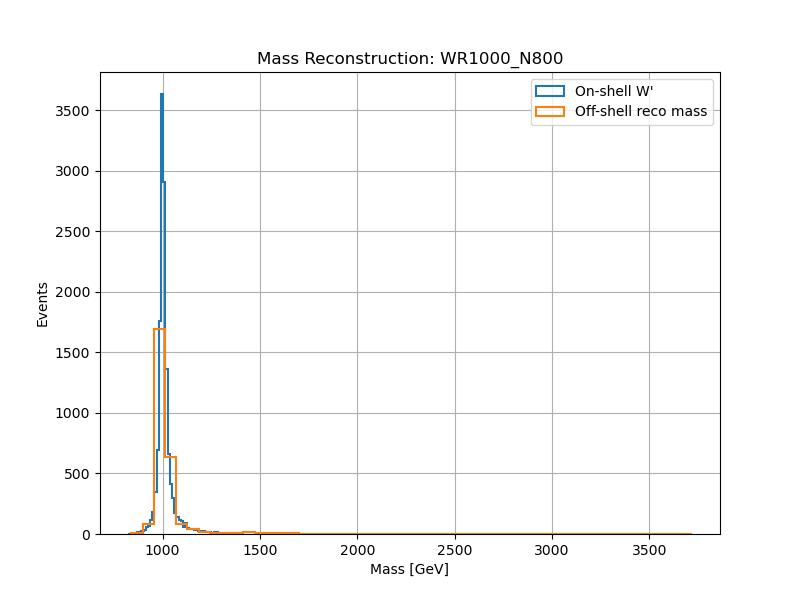 Mass Reconstruction: WR1000_N800
On-shell W'
Off-shell reco mass
3500
3000
2500
2000
1500
1000
500
0
Events
1000
1500
2000
2500
3000
3500
Mass [GeV]